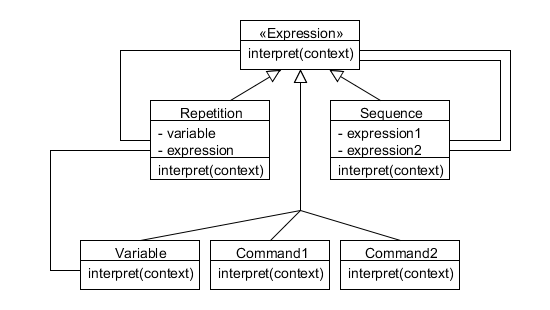 «Expression»
interpret(context)
Repetition
- variable
- expression
interpret(context)
Sequence
- expression1
- expression2
interpret(context)
Variable
interpret(context)
Command1
interpret(context)
Command2
interpret(context)